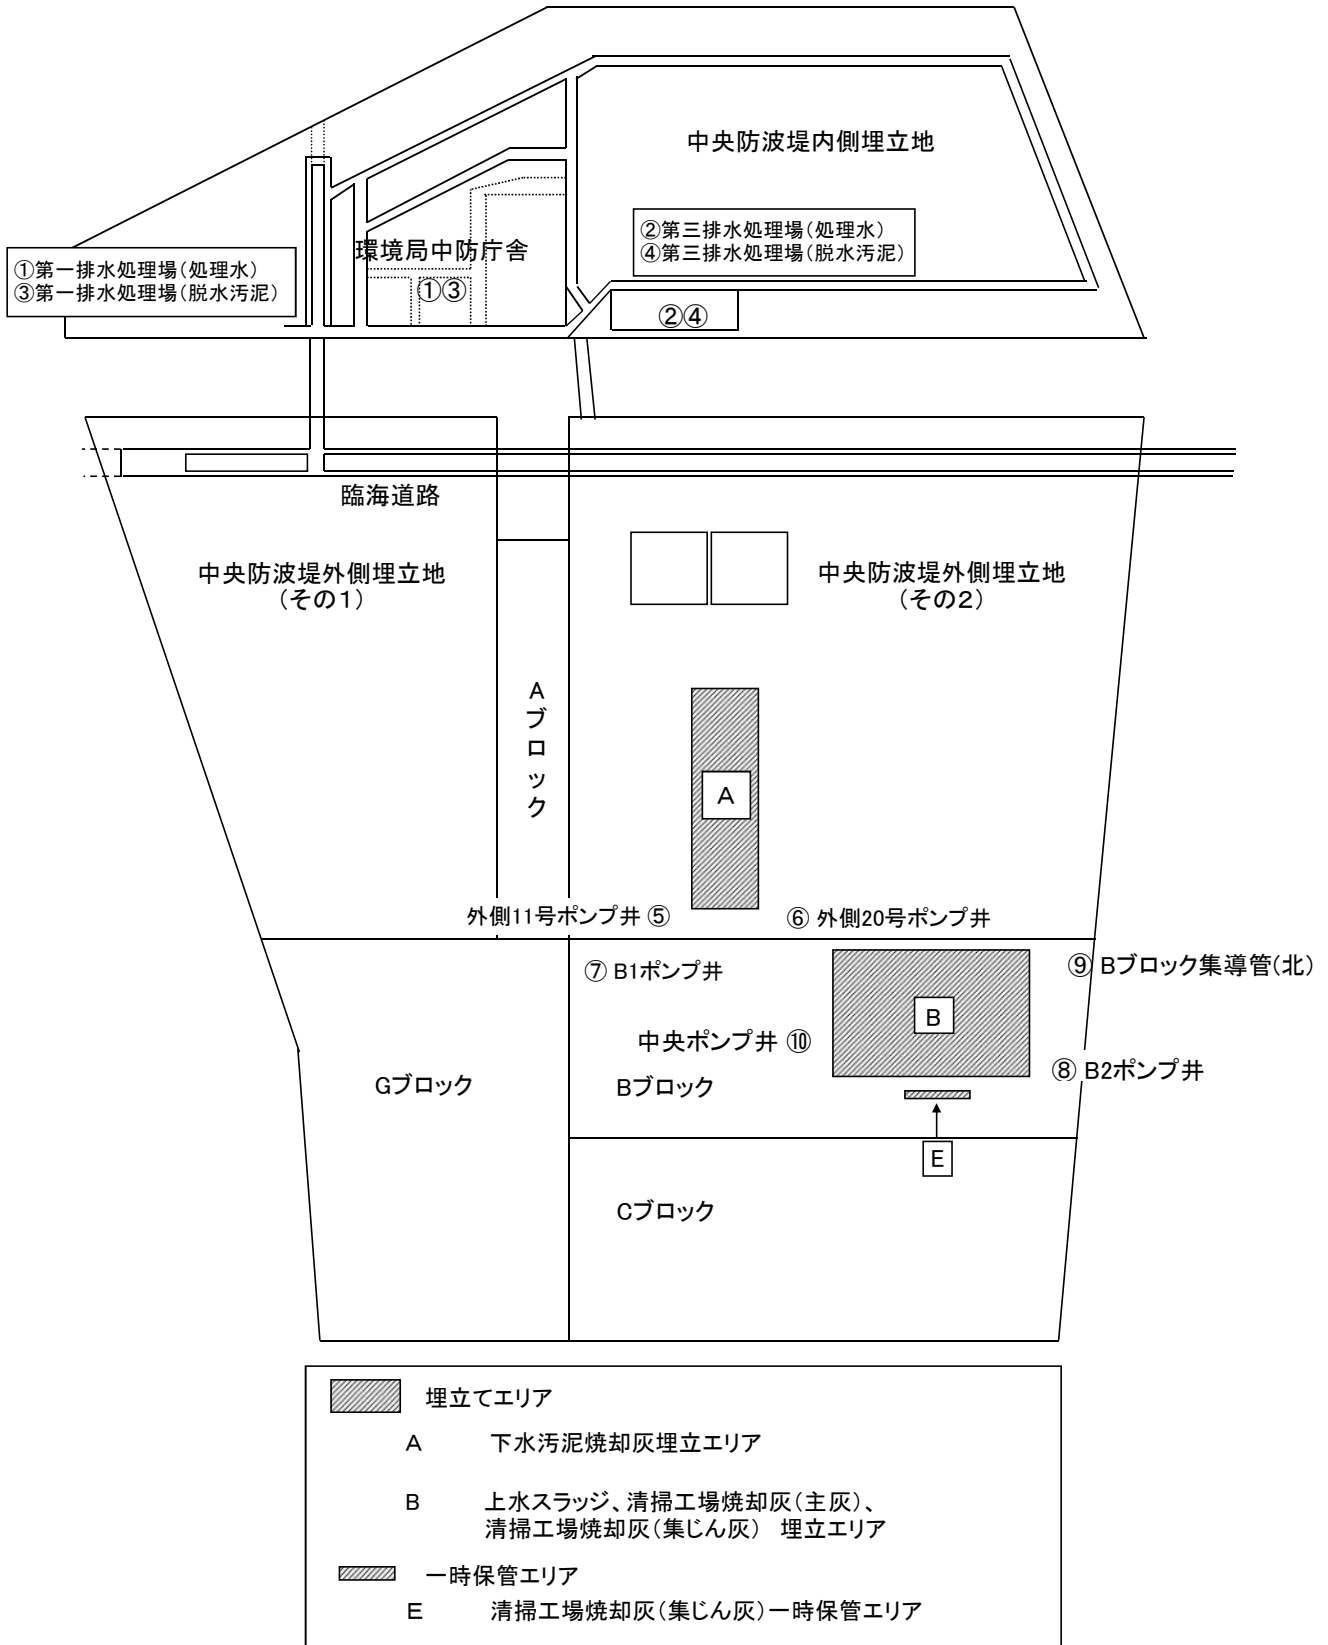 中央防波堤内側埋立地
②第三排水処理場(処理水)
④第三排水処理場(脱水汚泥)
環境局中防庁舎
①第一排水処理場(処理水)
③第一排水処理場(脱水汚泥)
①③
②④
臨海道路
中央防波堤外側埋立地
(その1)
中央防波堤外側埋立地
(その2)
Aブロック
A
外側11号ポンプ井 ⑤
⑥ 外側20号ポンプ井
⑦ B1ポンプ井
⑨ Bブロック集導管(北)
B
中央ポンプ井 ⑩
⑧ B2ポンプ井
Gブロック
Bブロック
E
Cブロック
埋立てエリア
A 下水汚泥焼却灰埋立エリア
B 上水スラッジ、清掃工場焼却灰(主灰)、
清掃工場焼却灰(集じん灰) 埋立エリア
一時保管エリア
E 清掃工場焼却灰(集じん灰)一時保管エリア